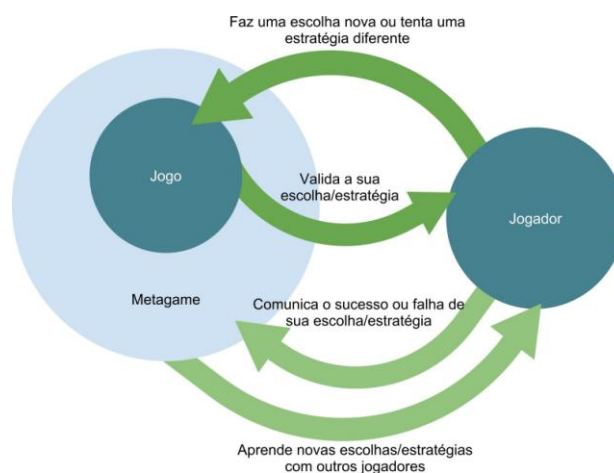 Faz uma escolha nova ou tenta uma
estratégia diferente
Jogo
Valida a sua
escolha/estratégia
Jogador
Metagame
Comunica o sucesso ou falha de
sua escolha/estratégia
Aprende novas escolhas/estratégias
com outros jogadores